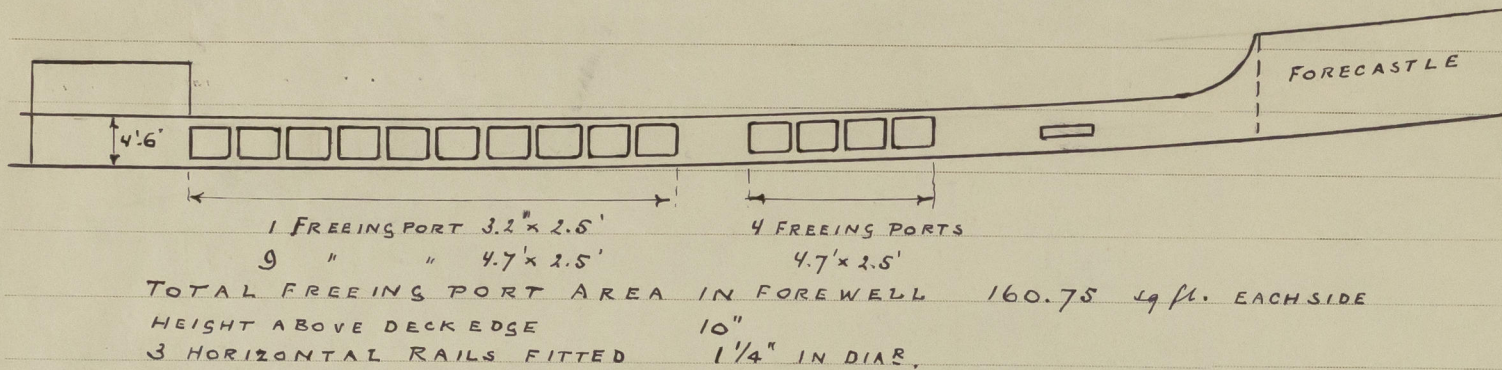 FORECASTLE
4'.6"
1 FREEING PORT 3.2"x 2.5'
9 " " 4.7'x 2.5'
4 FREEING PORTS
4.7'x 2.5'
TOTAL FREEING PORT AREA IN FOREWELL 160.75 sq ft. EACH SIDE
HEIGHT ABOVE DECK EDGE 10"
3 HORIZONTAL RAILS FITTED 1 1/4" IN DIAR.